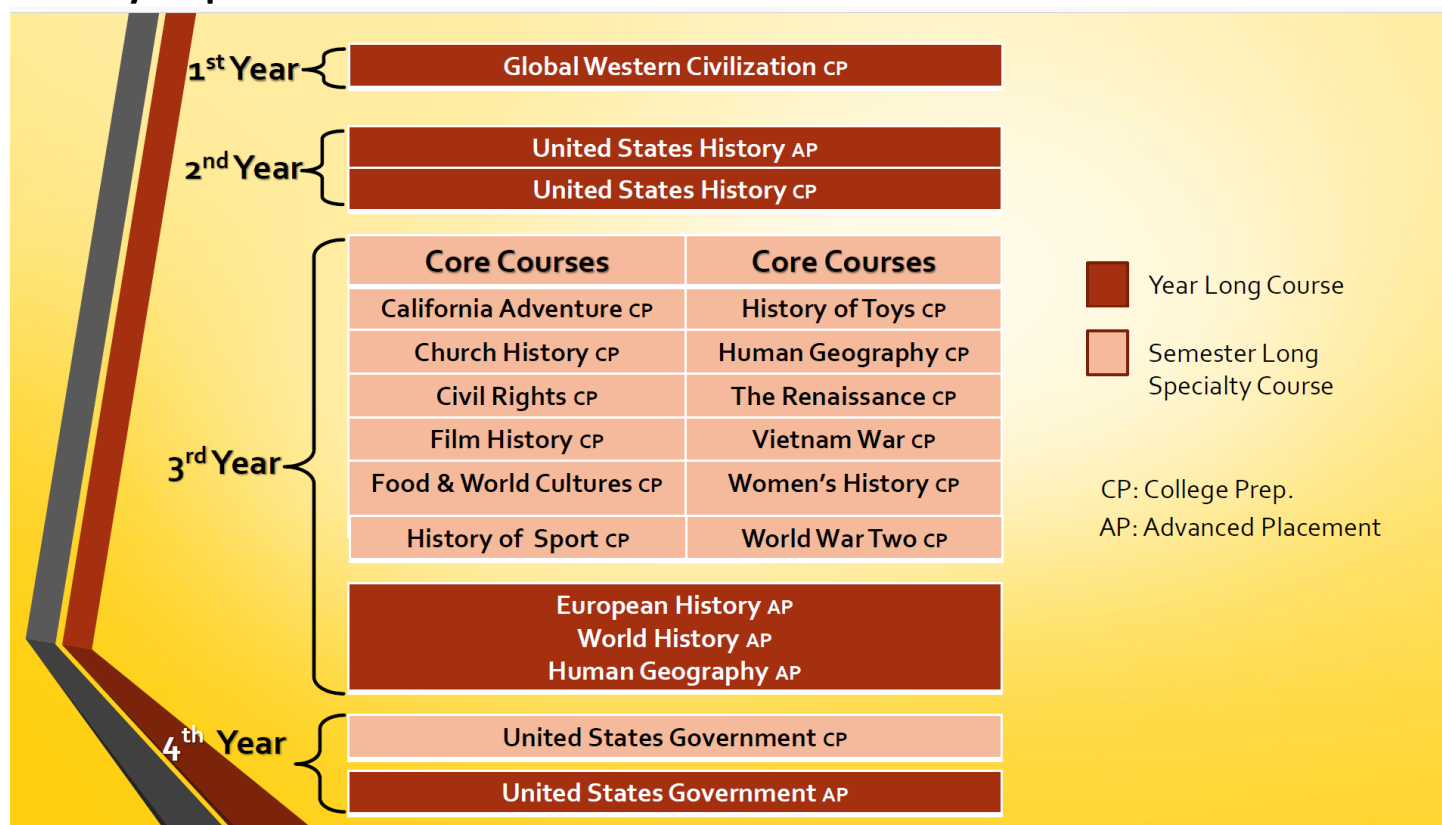 1st Year
Global Western Civilization CP
2nd Year
United States History AP
United States History CP
3rd Year
Core Courses
Core Courses
California Adventure CP
History of Toys CP
Church History CP
Human Geography CP
Civil Rights CP
The Renaissance CP
Film History CP
Vietnam War CP
Food & World Cultures CP
Women's History CP
History of Sport CP
World War Two CP
European History AP
World History AP
Human Geography AP
4th Year
United States Government CP
United States Government AP
Year Long Course
Semester Long
Specialty Course
CP: College Prep.
AP: Advanced Placement